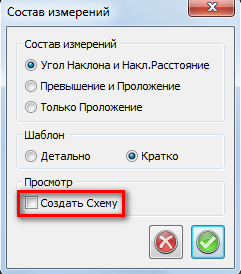 Состав измерений
Состав измерений
Угол Наклона и Накл.Расстояние
Превышение и Проложение
Только Проложение
Шаблон
Детально
Кратко
Просмотр
Создать Схему